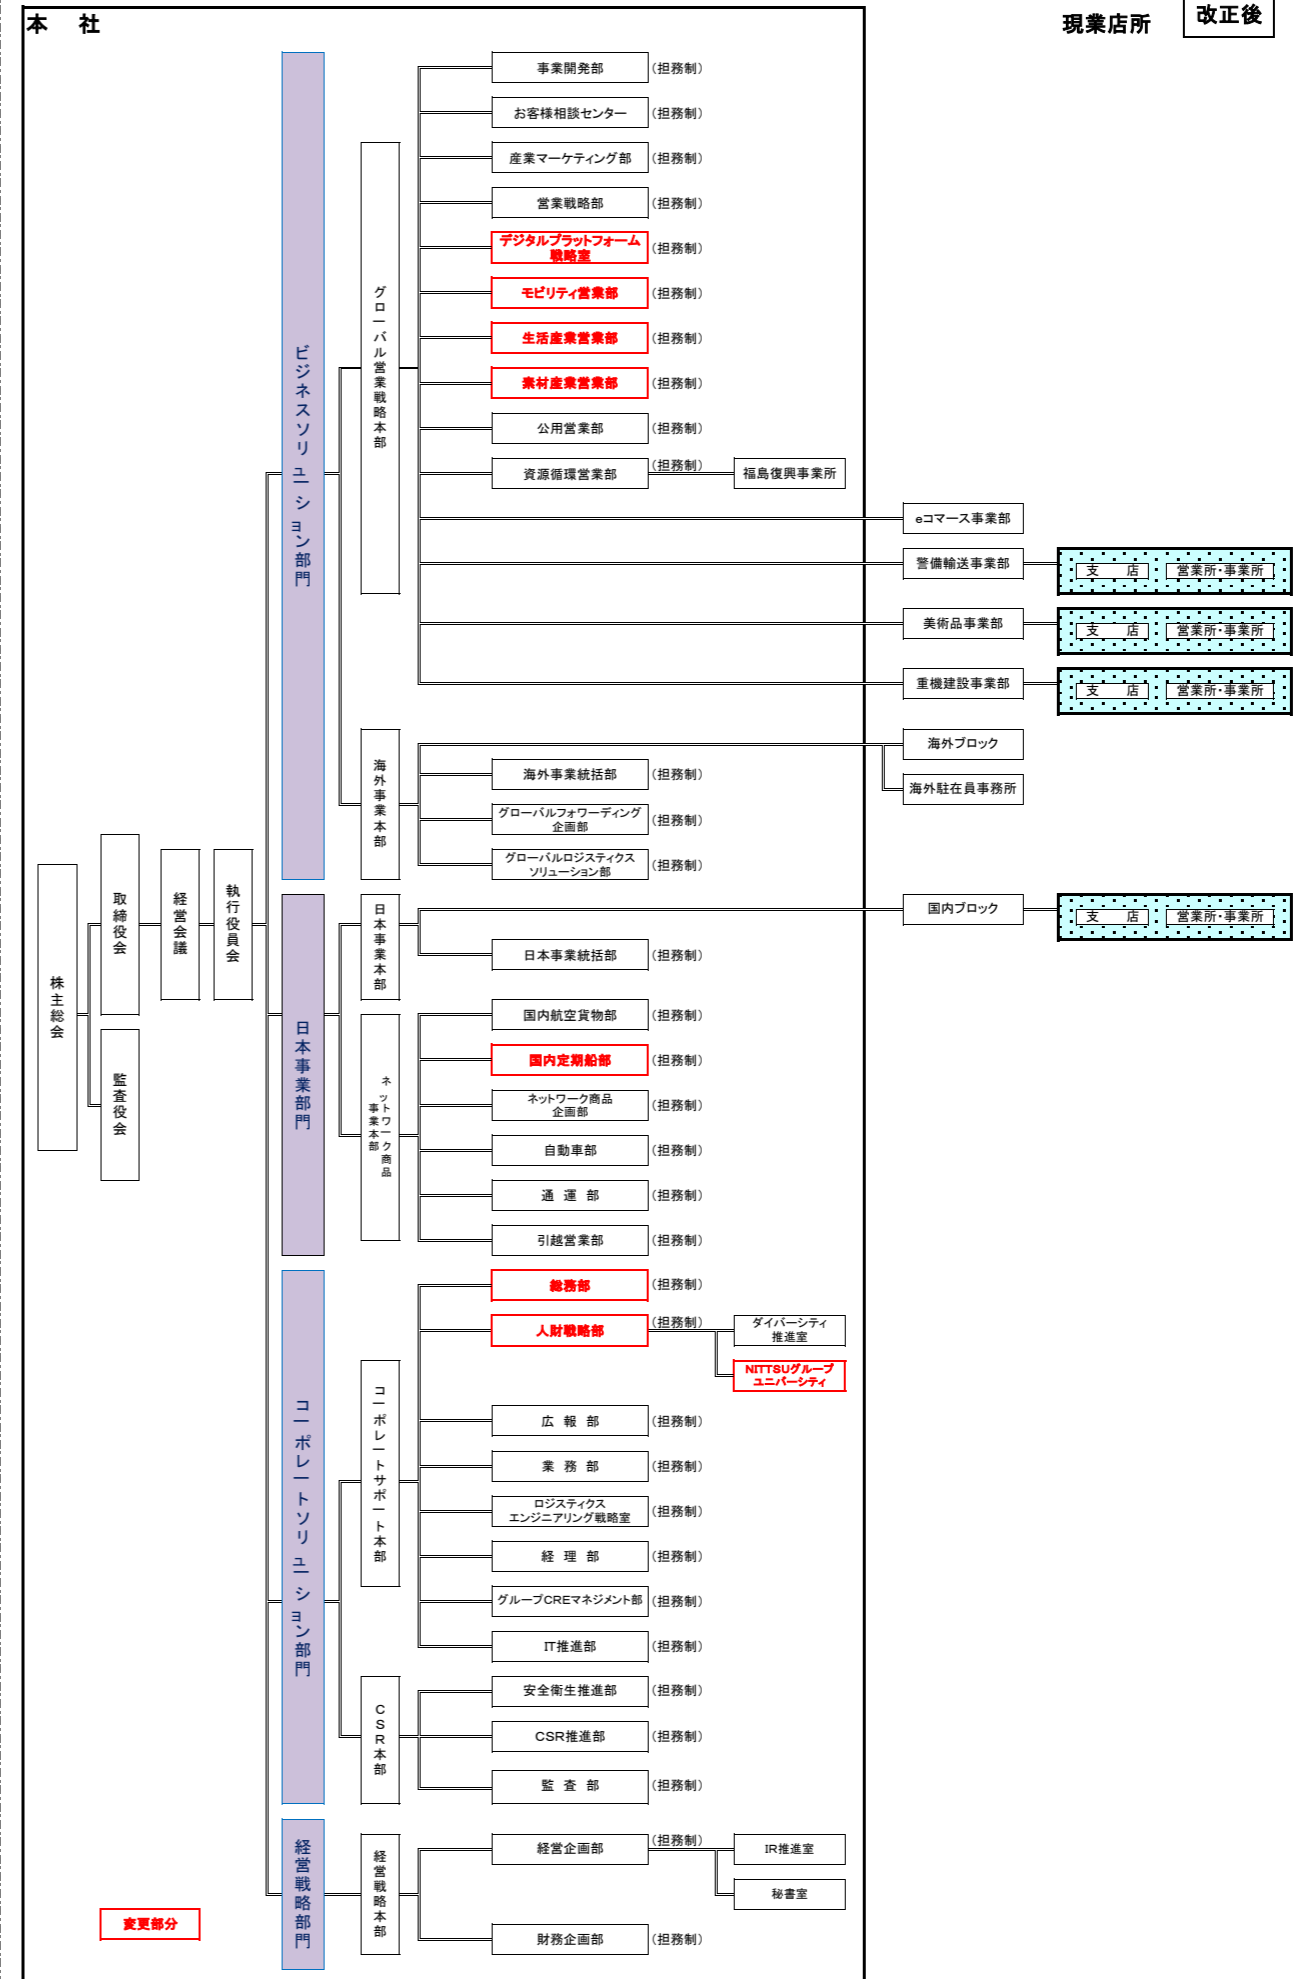 本　社
現業店所
改正後
株主総会
取締役会
監査役会
経営会議
執行役員会
ビジネスソリューション部門
グローバル営業戦略本部
事業開発部
(担務制)
お客様相談センター
(担務制)
産業マーケティング部
(担務制)
営業戦略部
(担務制)
デジタルプラットフォーム
戦略室
(担務制)
モビリティ営業部
(担務制)
生活産業営業部
(担務制)
素材産業営業部
(担務制)
公用営業部
(担務制)
資源循環営業部
(担務制)
福島復興事業所
eコマース事業部
警備輸送事業部
支　店
営業所・事業所
美術品事業部
支　店
営業所・事業所
重機建設事業部
支　店
営業所・事業所
海外事業本部
海外ブロック
海外駐在員事務所
海外事業統括部
(担務制)
グローバルフォワーディング
企画部
(担務制)
グローバルロジスティクス
ソリューション部
(担務制)
日本事業部門
日本事業本部
国内ブロック
支　店
営業所・事業所
日本事業統括部
(担務制)
ネットワーク商品
事業本部
国内航空貨物部
(担務制)
国内定期船部
(担務制)
ネットワーク商品
企画部
(担務制)
自動車部
(担務制)
通 運 部
(担務制)
引越営業部
(担務制)
コーポレートソリューション部門
コーポレートサポート本部
総務部
(担務制)
人財戦略部
(担務制)
ダイバーシティ
推進室
NITTSUグループ
ユニバーシティ
広 報 部
(担務制)
業 務 部
(担務制)
ロジスティクス
エンジニアリング戦略室
(担務制)
経 理 部
(担務制)
グループCREマネジメント部
(担務制)
IT推進部
(担務制)
CSR本部
安全衛生推進部
(担務制)
CSR推進部
(担務制)
監 査 部
(担務制)
経営戦略部門
経営戦略本部
経営企画部
(担務制)
IR推進室
秘書室
財務企画部
(担務制)
変更部分